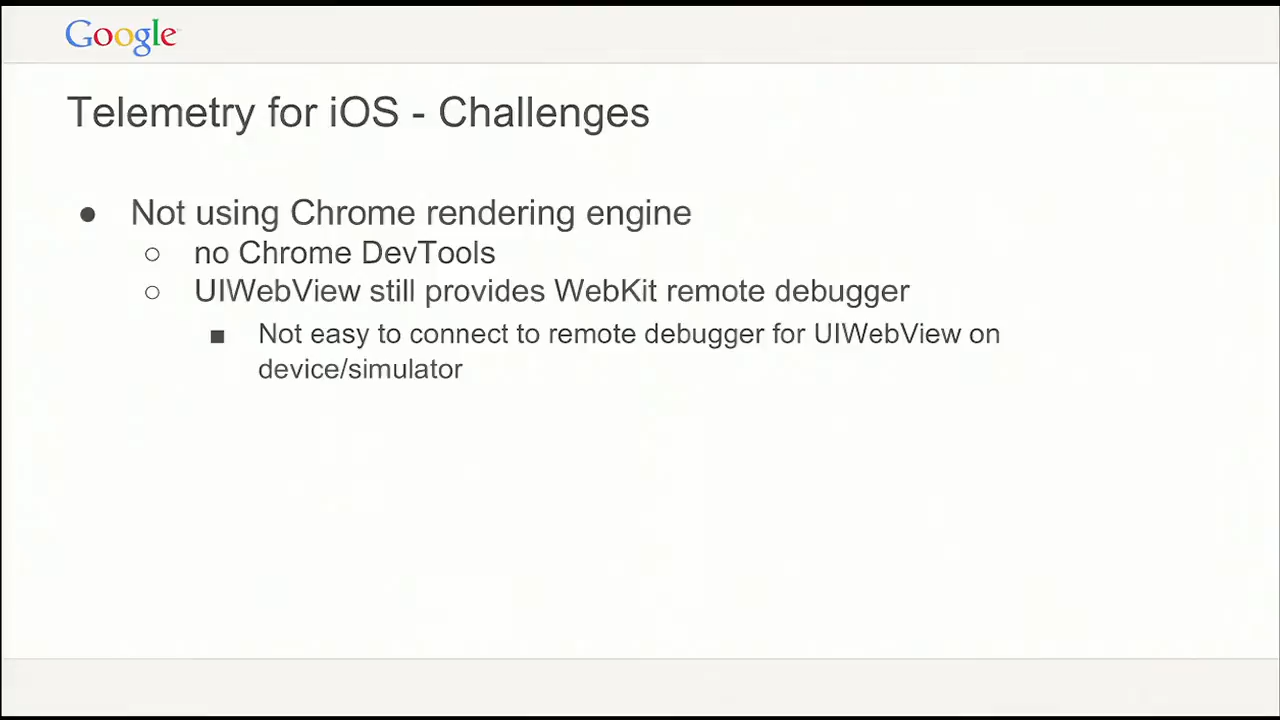 Google
Telemetry for iOS - Challenges
● Not using Chrome rendering engine
○ no Chrome DevTools
○ UIWebView still provides WebKit remote debugger
■ Not easy to connect to remote debugger for UIWebView on
device/simulator